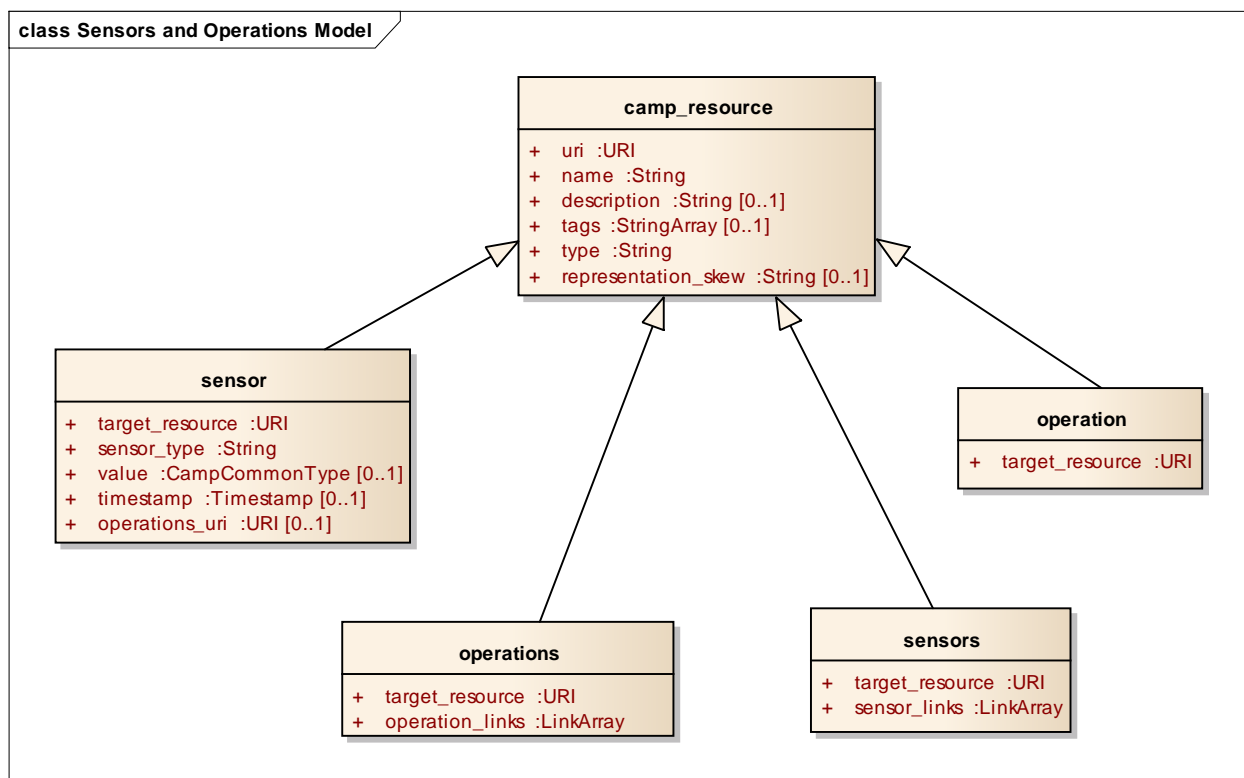 class Sensors and Operations Model
camp_resource
+ uri :URI
+ name :String
+ description :String [0..1]
+ tags :StringArray [0..1]
+ type :String
+ representation_skew :String [0..1]
sensor
+ target_resource :URI
+ sensor_type :String
+ value :CampCommonType [0..1]
+ timestamp :Timestamp [0..1]
+ operations_uri :URI [0..1]
operation
+ target_resource :URI
operations
+ target_resource :URI
+ operation_links :LinkArray
sensors
+ target_resource :URI
+ sensor_links :LinkArray